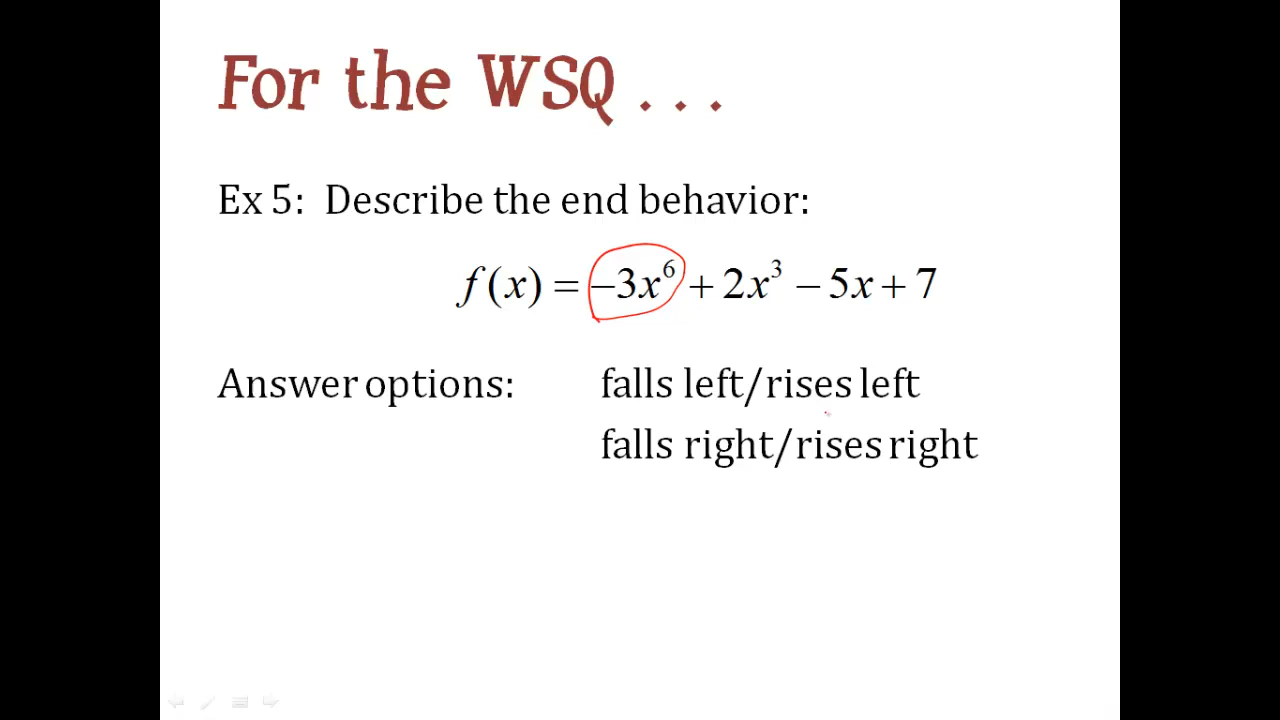 For the WSQ . . .
Ex 5: Describe the end behavior:
f(x) = −3x⁶ + 2x³ − 5x + 7
Answer options: falls left/rises left
falls right/rises right